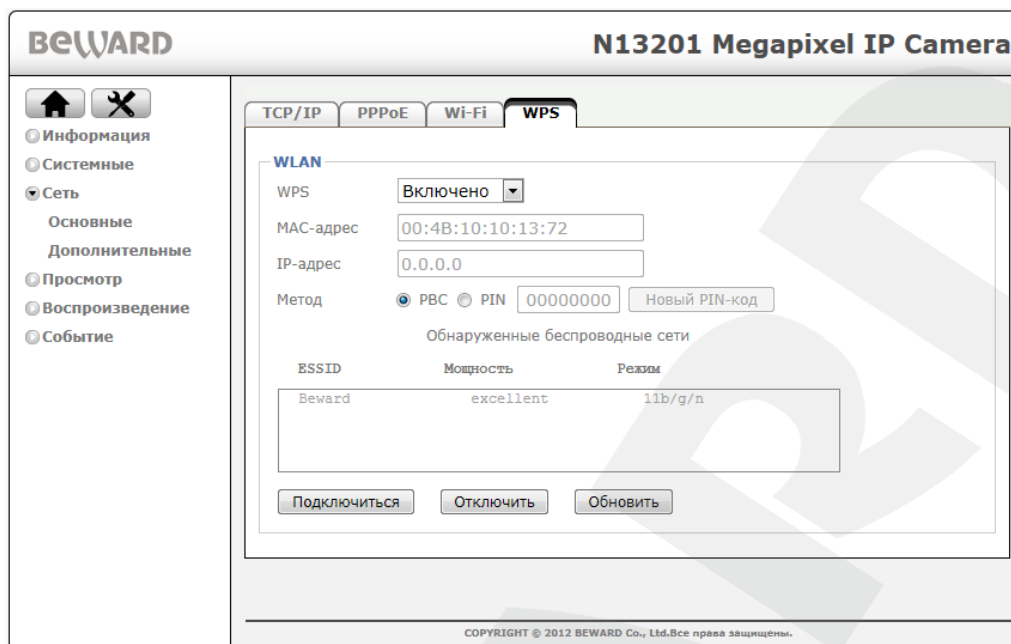 BEWARD
N13201 Megapixel IP Camera
Информация
Системные
Сеть
Основные
Дополнительные
Просмотр
Воспроизведение
Событие
TCP/IP PPPoE Wi-Fi WPS
WLAN
WPS Включено
MAC-адрес 00:4B:10:10:13:72
IP-адрес 0.0.0.0
Метод PBC PIN 00000000 Новый PIN-код
Обнаруженные беспроводные сети
ESSID Мощность Режим
Beward excellent 11b/g/n
Подключиться Отключить Обновить
COPYRIGHT © 2012 BEWARD Co., Ltd.Все права защищены.